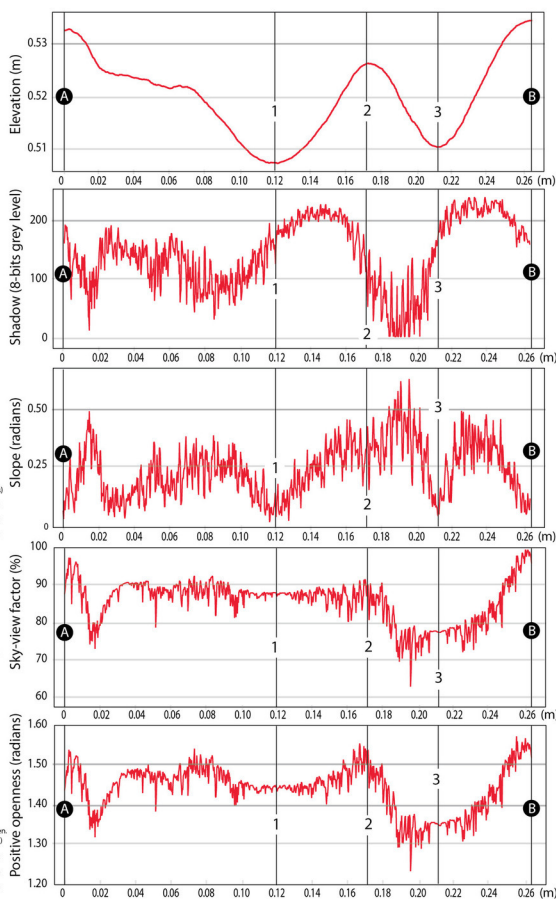 Elevation (m)
0.53
0.52
0.51
A
1
2
3
B
0 0.02 0.04 0.06 0.08 0.10 0.12 0.14 0.16 0.18 0.20 0.22 0.24 0.26 (m)
Shadow (8-bits grey level)
200
100
0
A
1
2
3
B
0 0.02 0.04 0.06 0.08 0.10 0.12 0.14 0.16 0.18 0.20 0.22 0.24 0.26 (m)
Slope (radians)
0.50
0.25
0
A
1
2
3
B
0 0.02 0.04 0.06 0.08 0.10 0.12 0.14 0.16 0.18 0.20 0.22 0.24 0.26 (m)
Sky-view factor (%)
100
90
80
70
60
A
1
2
3
B
0 0.02 0.04 0.06 0.08 0.10 0.12 0.14 0.16 0.18 0.20 0.22 0.24 0.26 (m)
Positive openness (radians)
1.60
1.50
1.40
1.30
1.20
A
1
2
3
B
0 0.02 0.04 0.06 0.08 0.10 0.12 0.14 0.16 0.18 0.20 0.22 0.24 0.26 (m)